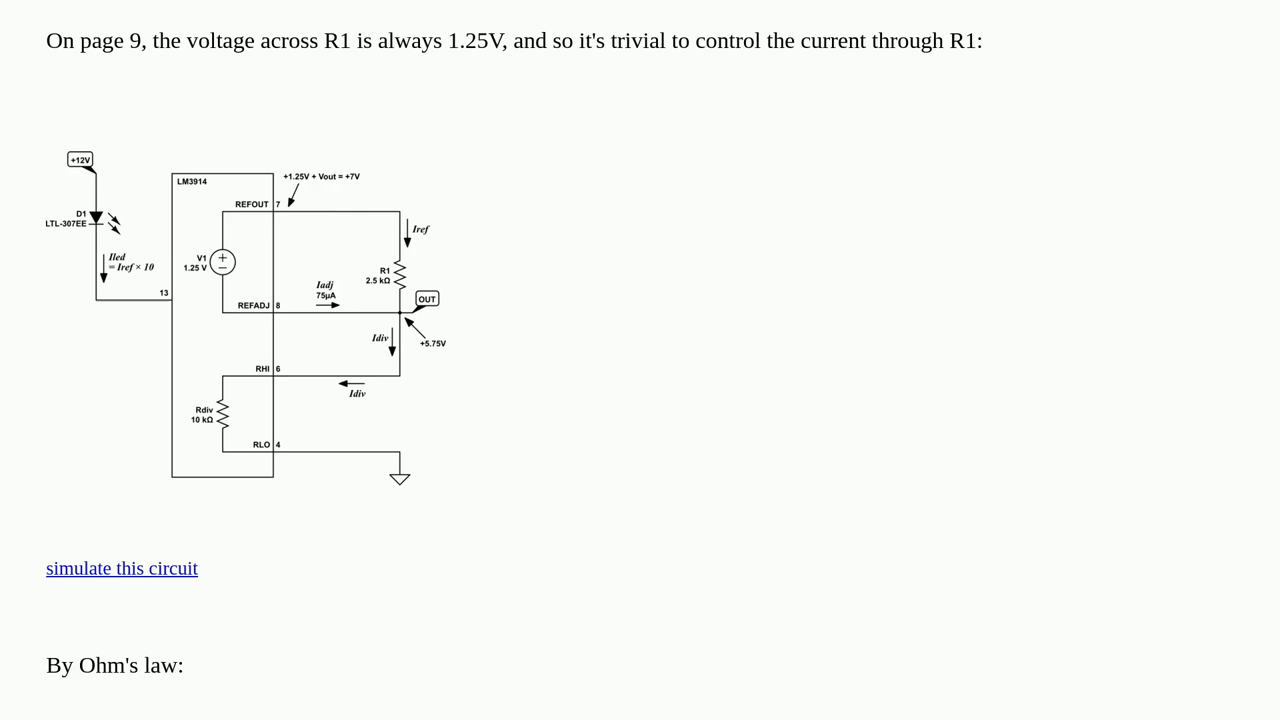 On page 9, the voltage across R1 is always 1.25V, and so it's trivial to control the current through R1:
+12V
LM3914
+1.25V + Vout = +7V
REFOUT 7
D1
LTL-307EE
Iref
V1
1.25 V
Iled
= Iref × 10
R1
2.5 kΩ
Iadj
75µA
13
OUT
REFADJ 8
Idiv
+5.75V
RHI 6
Idiv
Rdiv
10 kΩ
RLO 4
simulate this circuit
By Ohm's law: